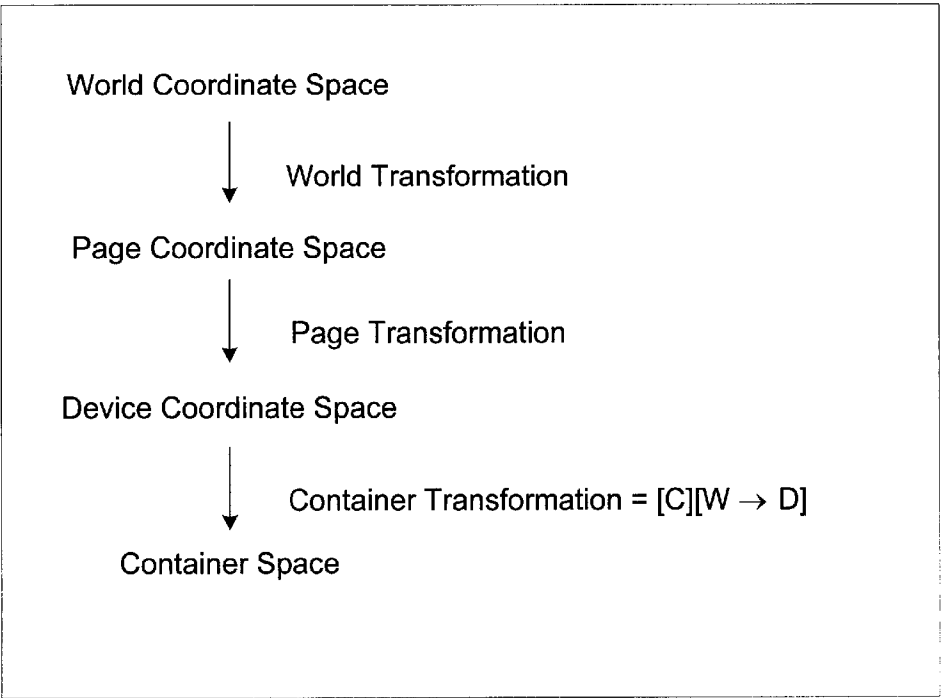 World Coordinate Space
World Transformation
Page Coordinate Space
Page Transformation
Device Coordinate Space
Container Transformation = [C][W → D]
Container Space